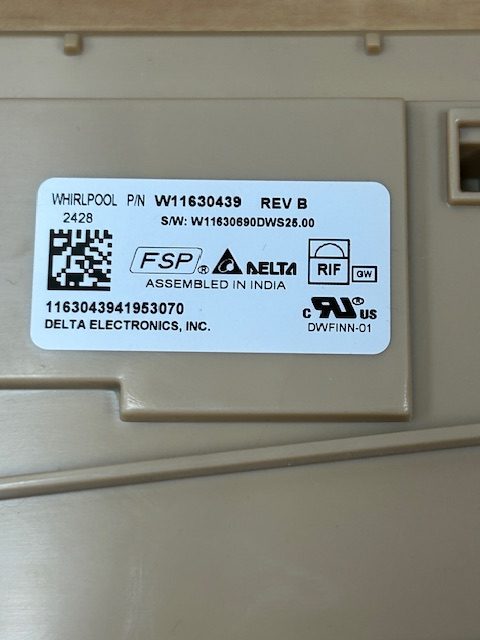 WHIRLPOOL P/N W11630439 REV B
2428
S/W: W11630690DWS25.00
FSP® DELTA
RIF
GW
ASSEMBLED IN INDIA
1163043941953070
DELTA ELECTRONICS, INC.
c RU® US
DWFINN-01